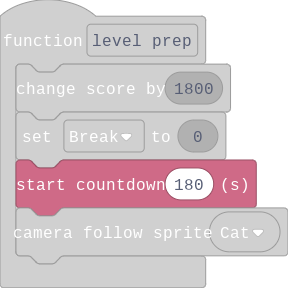 function level prep
change score by 1800
set Break to 0
start countdown 180 (s)
camera follow sprite Cat